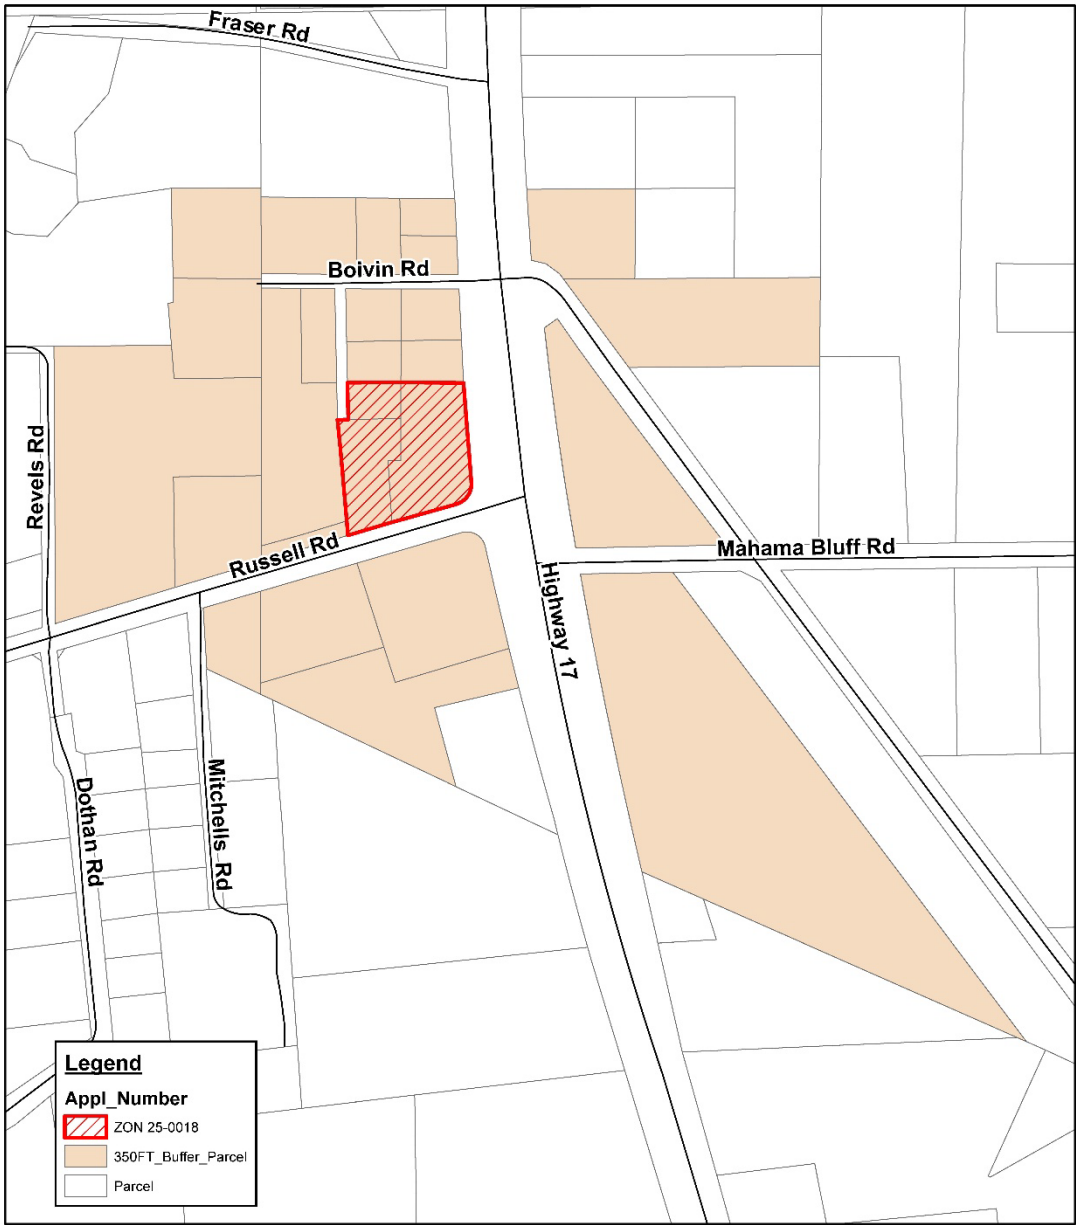 Fraser Rd
Boivin Rd
Revels Rd
Russell Rd
Mahama Bluff Rd
Highway 17
Dothan Rd
Mitchells Rd
Legend
Appl_Number
ZON 25-0018
350FT_Buffer_Parcel
Parcel